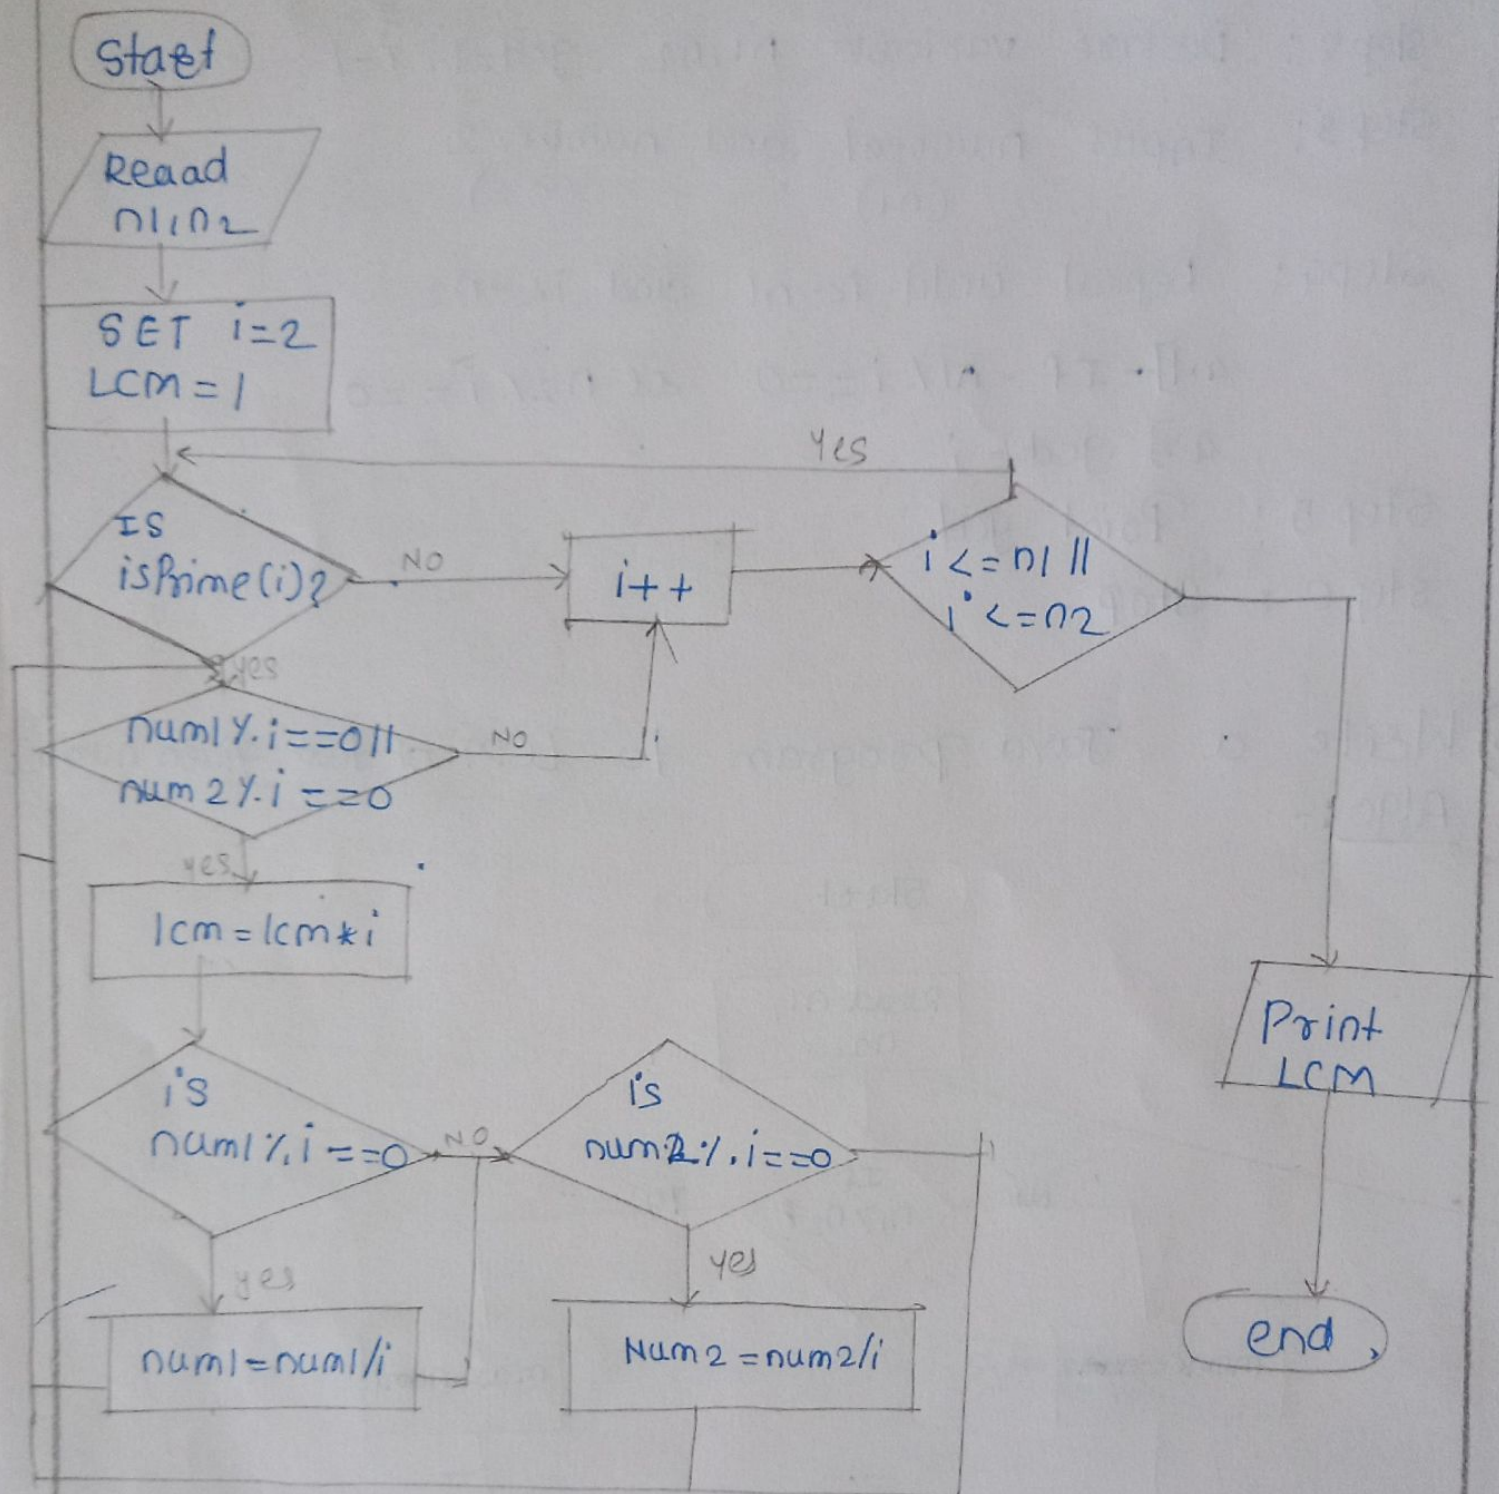 Start
Reaad
n1,n2
SET i=2
LCM=1
Yes
IS
isPrime(i)?
NO
i++
i<=n1||
i<=n2
yes
num1%i==0||
num2%i==0
NO
yes
lcm=lcm*i
is
num1%i==0
NO
is
num2%i==0
yes
num1=num1/i
yes
Num2=num2/i
Print
LCM
end